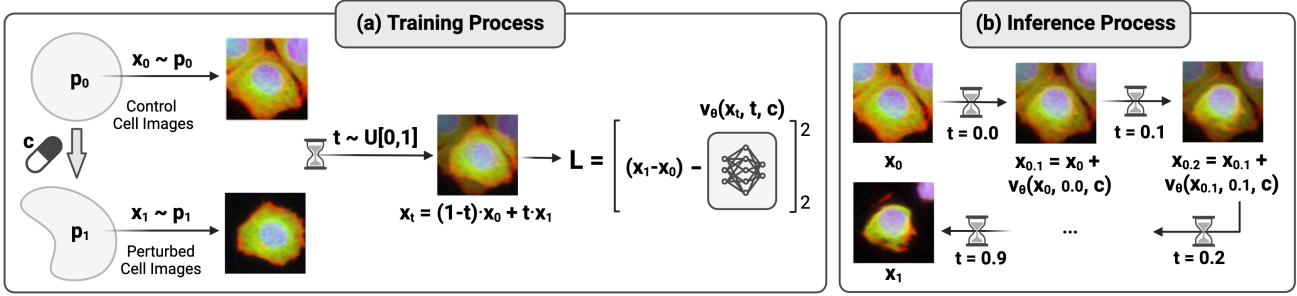 (a) Training Process
p₀
x₀ ~ p₀
Control
Cell Images
c
p₁
x₁ ~ p₁
Perturbed
Cell Images
t ~ U[0,1]
xₜ = (1-t)·x₀ + t·x₁
L =
(x₁-x₀) −
vθ(xₜ, t, c)
2
2
(b) Inference Process
x₀
t = 0.0
x₀.₁ = x₀ +
vθ(x₀, 0.0, c)
t = 0.1
x₀.₂ = x₀.₁ +
vθ(x₀.₁, 0.1, c)
t = 0.2
...
t = 0.9
x₁